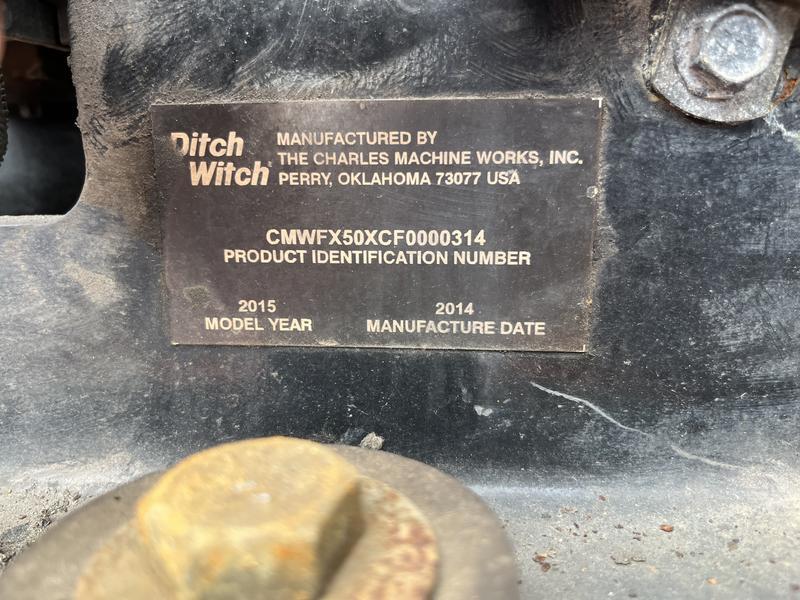 Ditch
Witch
MANUFACTURED BY
THE CHARLES MACHINE WORKS, INC.
PERRY, OKLAHOMA 73077 USA
CMWFX50XCF0000314
PRODUCT IDENTIFICATION NUMBER
2015
MODEL YEAR
2014
MANUFACTURE DATE